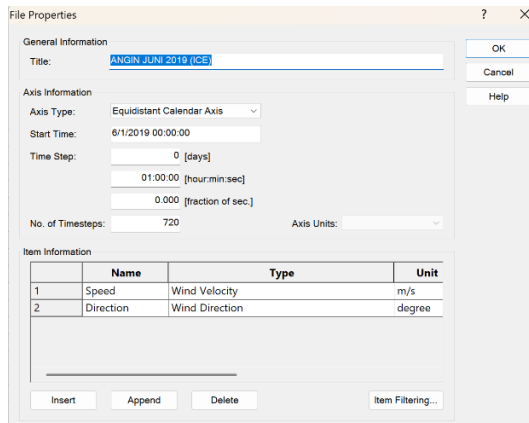 File Properties ? X
General Information
Title: ANGIN JUNI 2019 (ICE)
OK
Cancel
Help
Axis Information
Axis Type: Equidistant Calendar Axis
Start Time: 6/1/2019 00:00:00
Time Step: 0 [days]
01:00:00 [hour:min:sec]
0.000 [fraction of sec.]
No. of Timesteps: 720 Axis Units:
Item Information
Name Type Unit
1 Speed Wind Velocity m/s
2 Direction Wind Direction degree
Insert Append Delete Item Filtering...